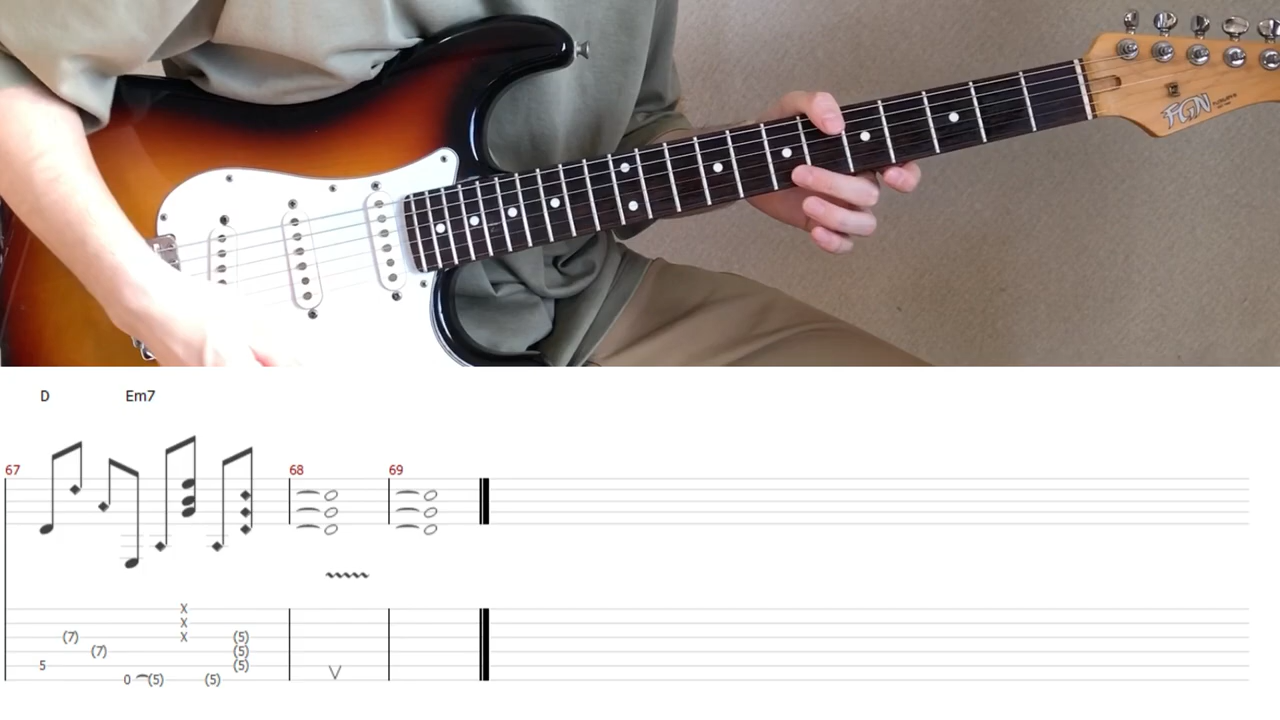 FGN
D Em7
67 68 69
X
X
(7) X (5)
(7) (5)
5 (5)
0 (5) (5)